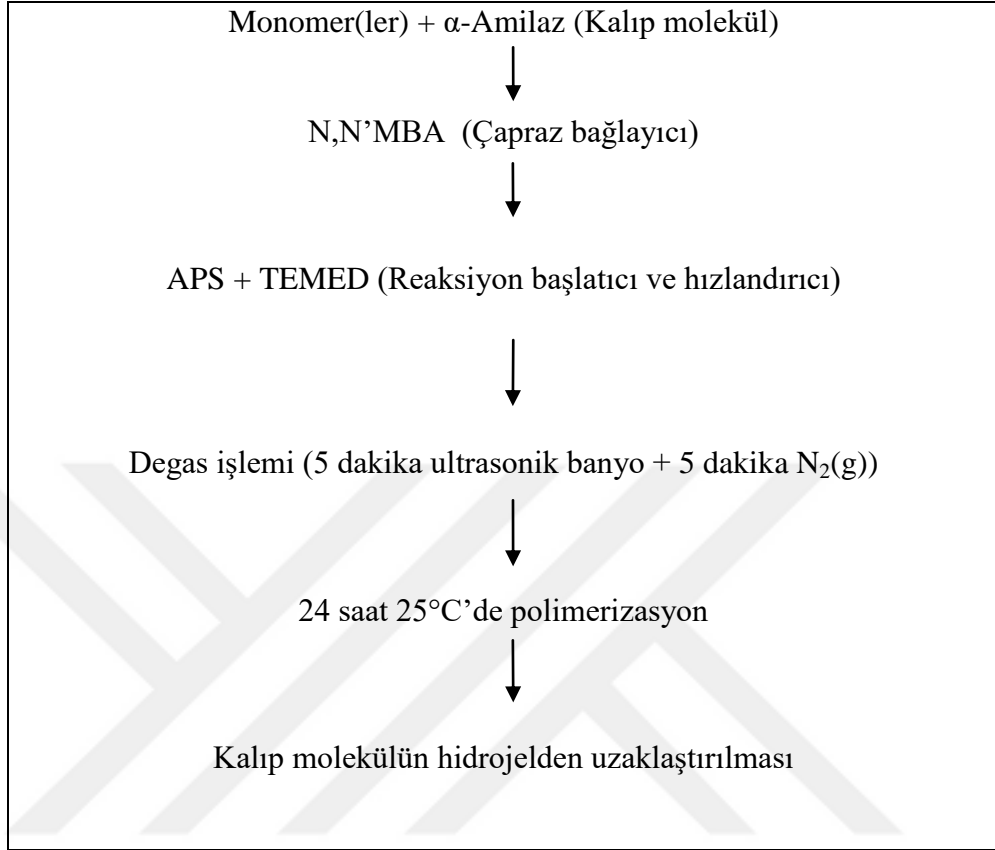 Monomer(ler) + α-Amilaz (Kalıp molekül)
N,N’MBA  (Çapraz bağlayıcı)
APS + TEMED (Reaksiyon başlatıcı ve hızlandırıcı)
Degas işlemi (5 dakika ultrasonik banyo + 5 dakika N₂(g))
24 saat 25°C’de polimerizasyon
Kalıp molekülün hidrojelden uzaklaştırılması